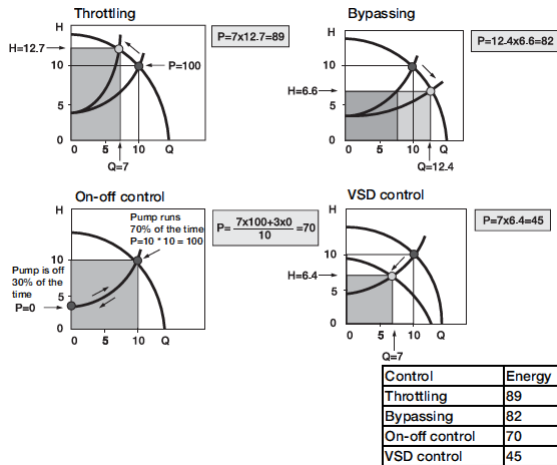 Throttling
H
H=12.7
10
5
0
0 5 10 Q
Q=7
P=100
P=7x12.7=89
Bypassing
H
10
H=6.6
5
0
0 5 10 Q
Q=12.4
P=12.4x6.6=82
On-off control
H
Pump runs
70% of the time
P=10 * 10 = 100
10
Pump is off
30% of the
time
5
P=0
0
0 5 10 Q
P= 7x100+3x0 =70
10
VSD control
H
10
H=6.4
5
0
0 5 10 Q
Q=7
P=7x6.4=45
Control Energy
Throttling 89
Bypassing 82
On-off control 70
VSD control 45